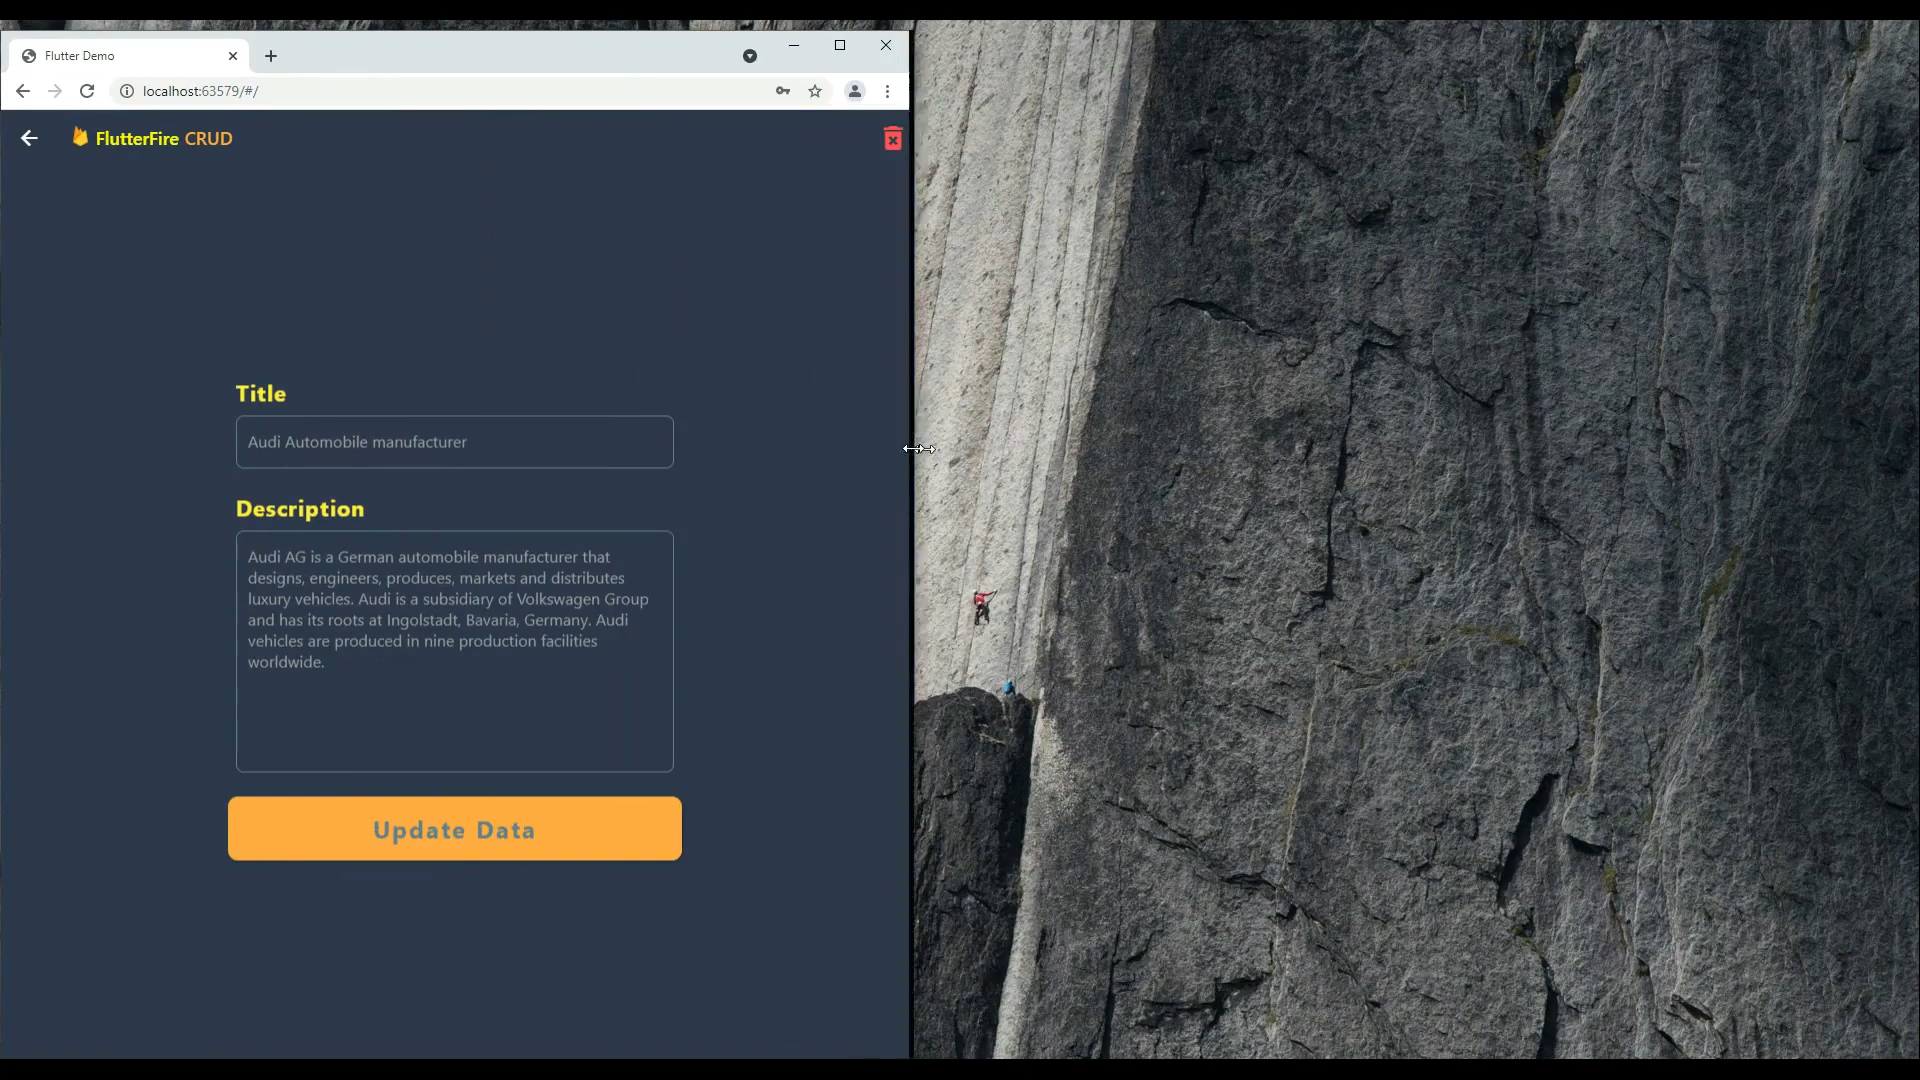 Flutter Demo
localhost:63579/#/
FlutterFire CRUD
Title
Audi Automobile manufacturer
Description
Audi AG is a German automobile manufacturer that
designs, engineers, produces, markets and distributes
luxury vehicles. Audi is a subsidiary of Volkswagen Group
and has its roots at Ingolstadt, Bavaria, Germany. Audi
vehicles are produced in nine production facilities
worldwide.
Update Data